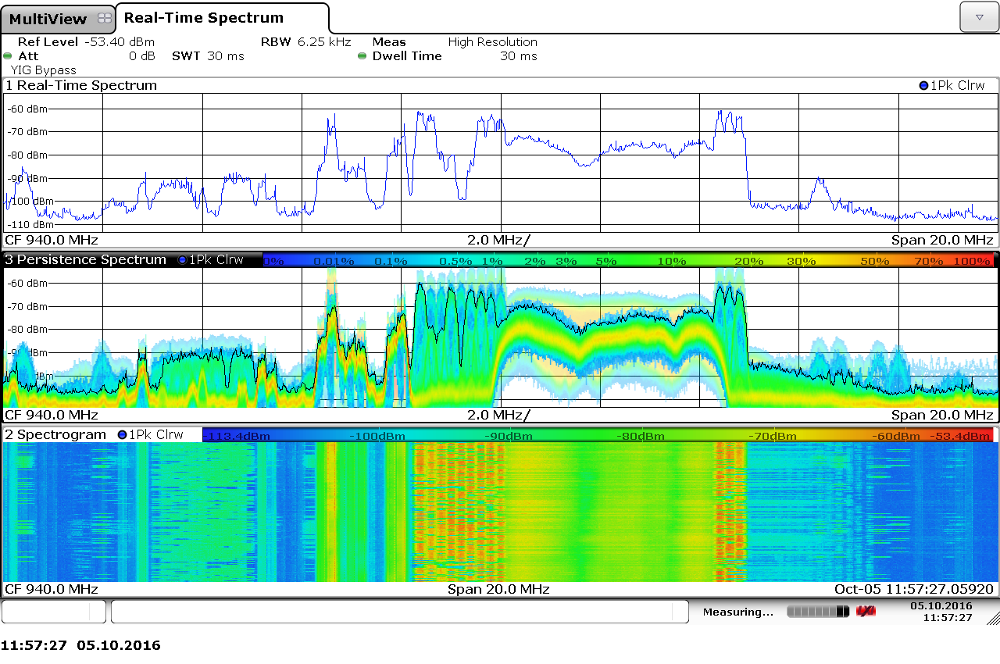 MultiView Real-Time Spectrum
Ref Level -53.40 dBm RBW 6.25 kHz Meas High Resolution
Att 0 dB SWT 30 ms Dwell Time 30 ms
YIG Bypass
1 Real-Time Spectrum 1Pk Clrw
-60 dBm
-70 dBm
-80 dBm
-90 dBm
-100 dBm
-110 dBm
CF 940.0 MHz 2.0 MHz/ Span 20.0 MHz
3 Persistence Spectrum 1Pk Clrw 0% 0.01% 0.1% 0.5% 1% 2% 3% 5% 10% 20% 30% 50% 70% 100%
-60 dBm
-70 dBm
-80 dBm
dBm
dBm
CF 940.0 MHz 2.0 MHz/ Span 20.0 MHz
2 Spectrogram 1Pk Clrw -113.4dBm -100dBm -90dBm -80dBm -70dBm -60dBm -53.4dBm
CF 940.0 MHz Span 20.0 MHz Oct-05 11:57:27.05920
Measuring... 05.10.2016
11:57:27
11:57:27 05.10.2016